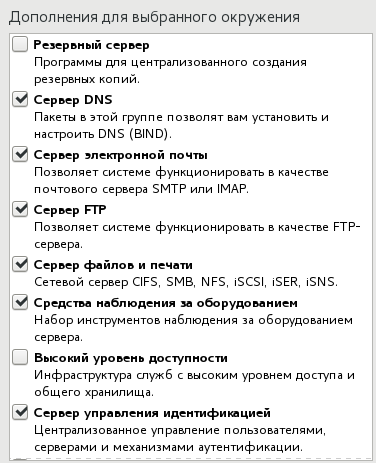 Дополнения для выбранного окружения
Резервный сервер
Программы для централизованного создания
резервных копий.
Сервер DNS
Пакеты в этой группе позволят вам установить и
настроить DNS (BIND).
Сервер электронной почты
Позволяет системе функционировать в качестве
почтового сервера SMTP или IMAP.
Сервер FTP
Позволяет системе функционировать в качестве FTP-
сервера.
Сервер файлов и печати
Сетевой сервер CIFS, SMB, NFS, iSCSI, iSER, iSNS.
Средства наблюдения за оборудованием
Набор инструментов наблюдения за оборудованием
сервера.
Высокий уровень доступности
Инфраструктура служб с высоким уровнем доступа и
общего хранилища.
Сервер управления идентификацией
Централизованное управление пользователями,
серверами и механизмами аутентификации.